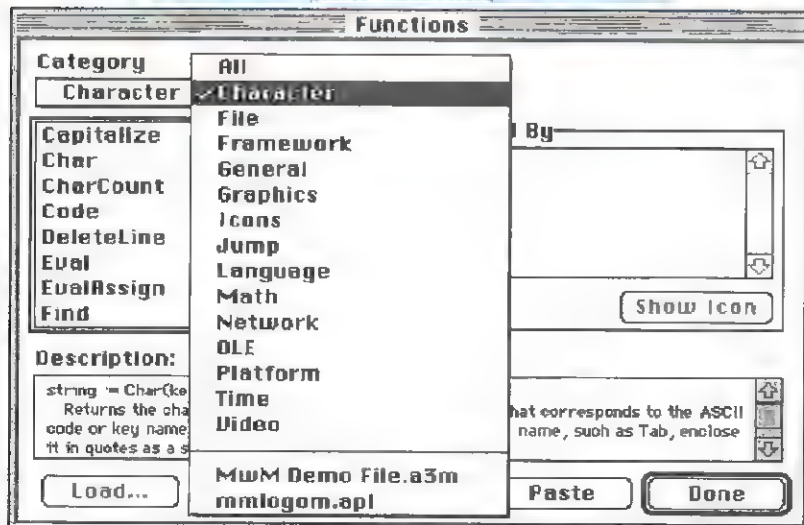 Functions
Category
Character
All
✓Character
File
Framework
General
Graphics
Icons
Jump
Language
Math
Network
OLE
Platform
Time
Video
MwM Demo File.a3m
mmlogom.apl
Capitalize
Char
CharCount
Code
DeleteLine
Eval
EvalAssign
Find
d By
Show Icon
Description:
string := Char(ke
Returns the cha hat corresponds to the ASCII
code or key name name, such as Tab, enclose
it in quotes as a s
Load...
Paste
Done